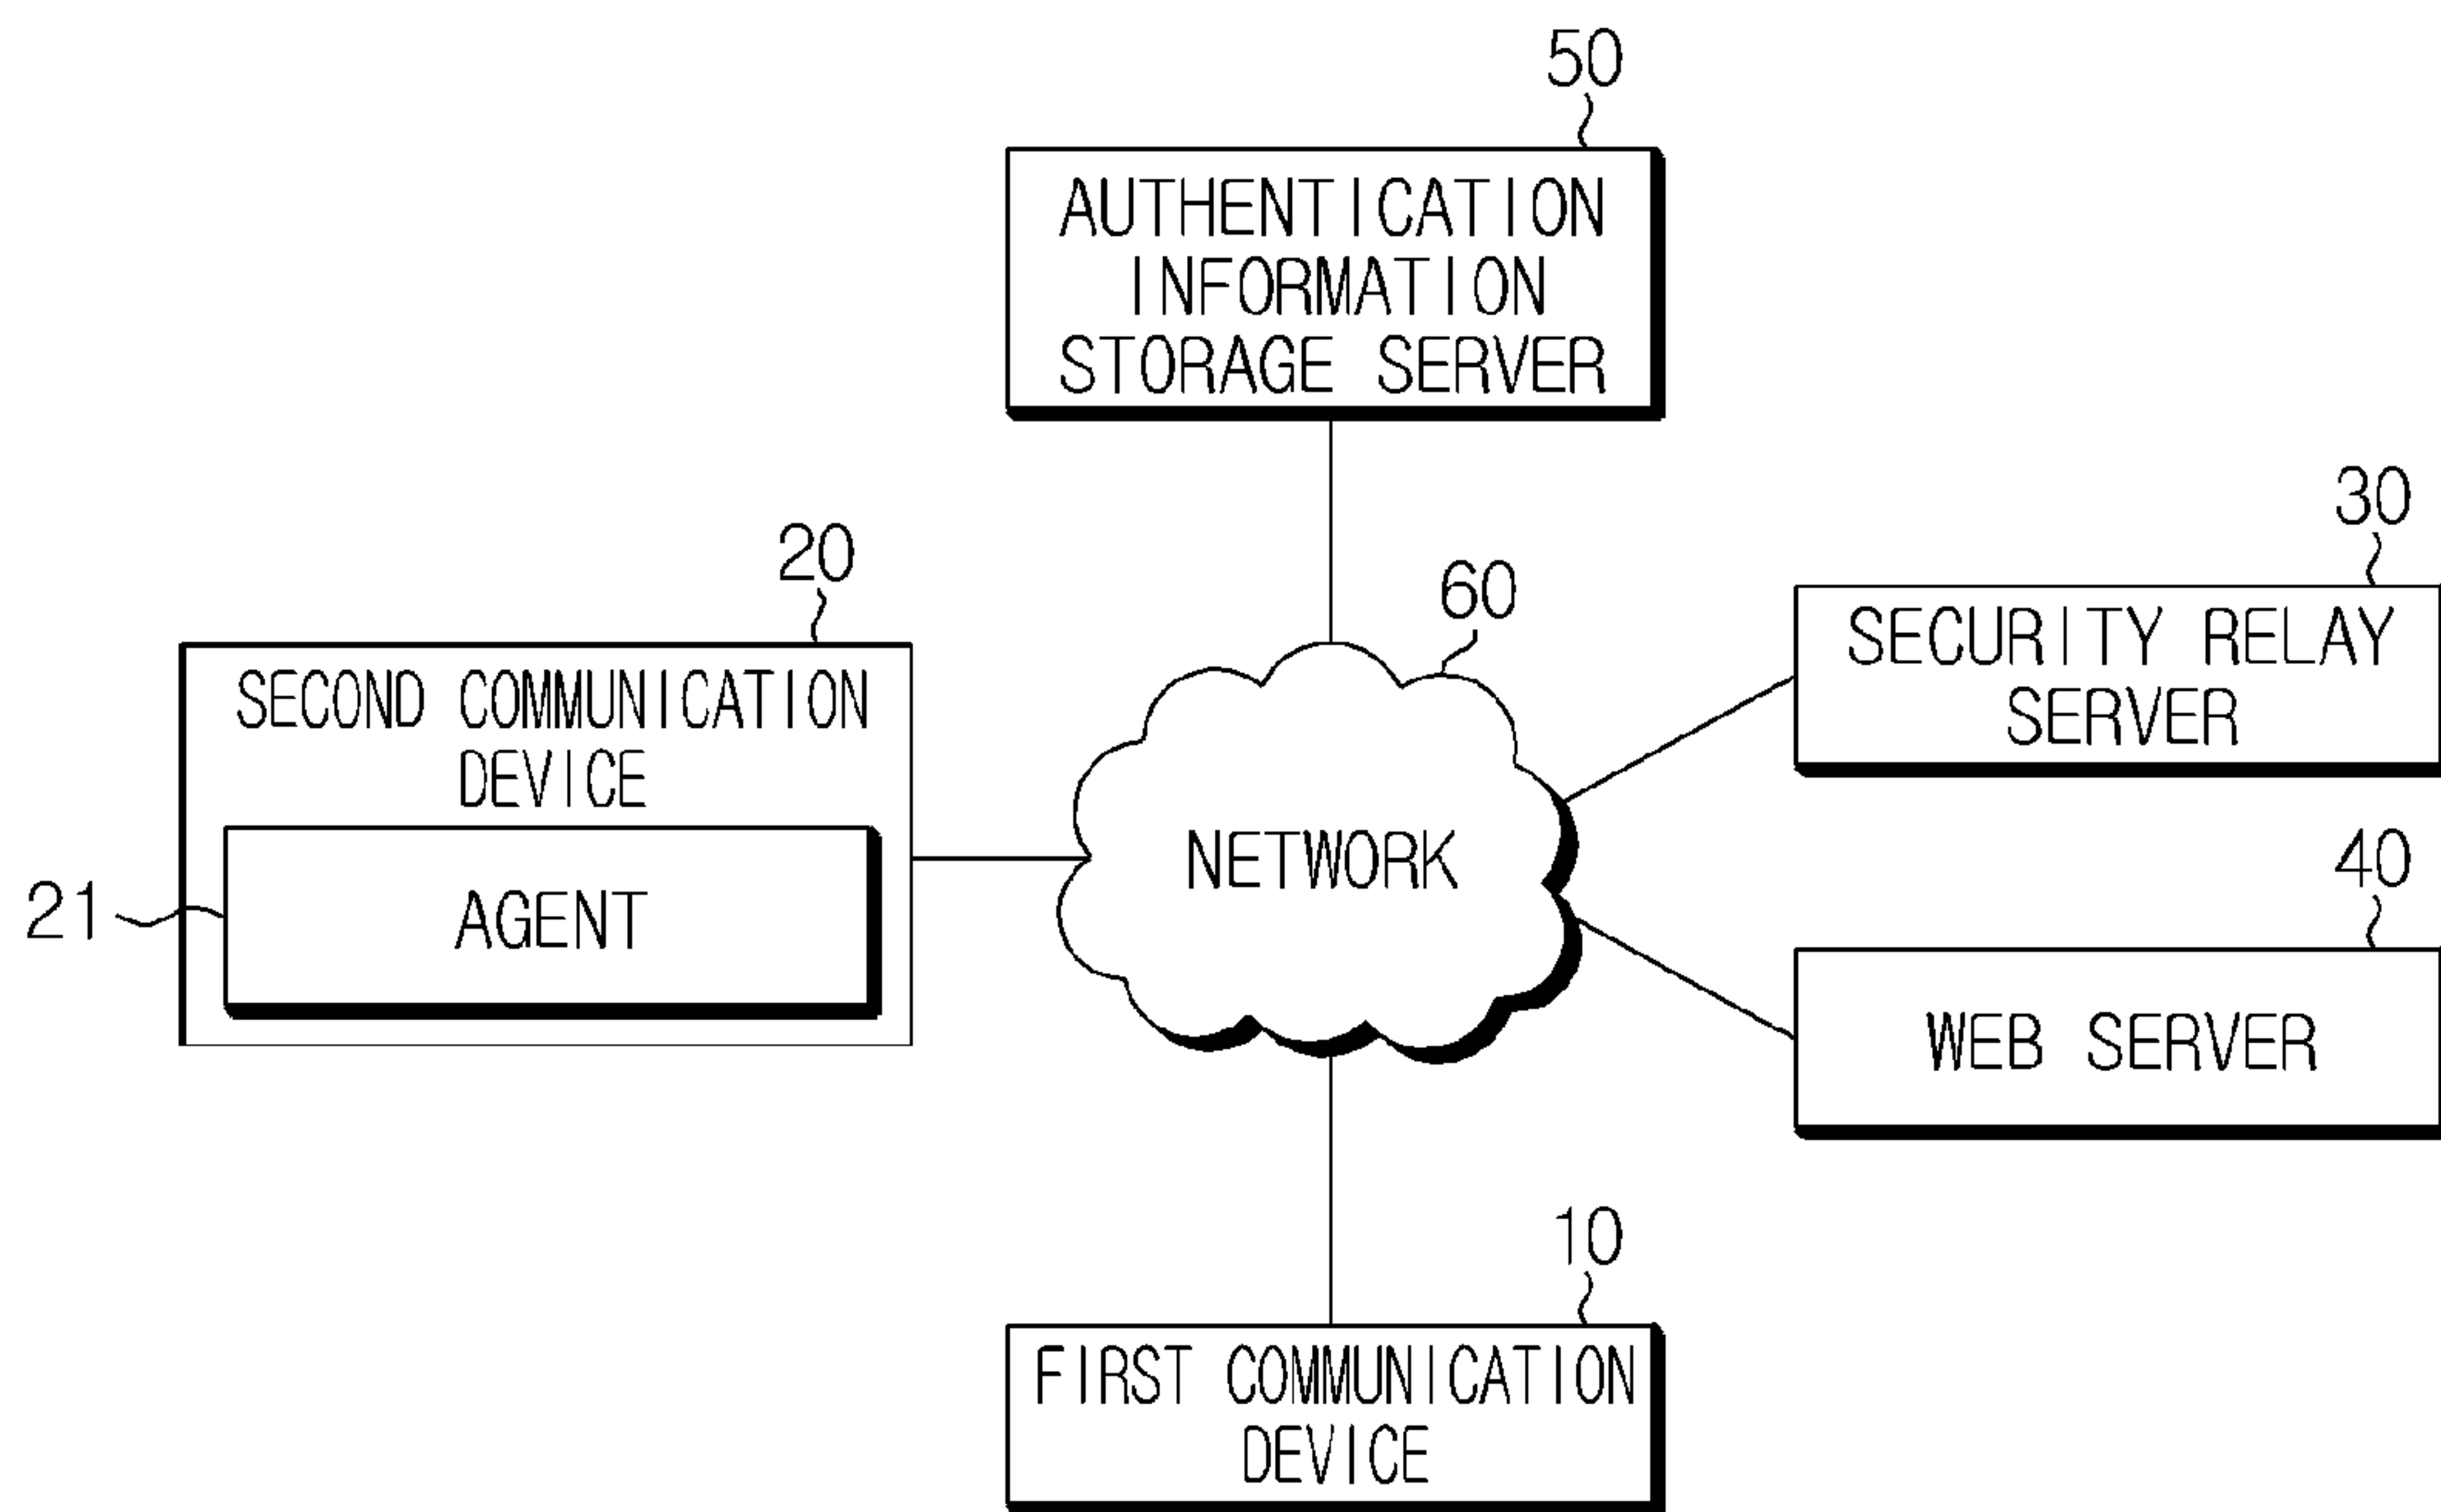 50
AUTHENTICATION
INFORMATION
STORAGE SERVER
30
SECURITY RELAY
SERVER
20
SECOND COMMUNICATION
DEVICE
21
AGENT
60
NETWORK
40
WEB SERVER
10
FIRST COMMUNICATION
DEVICE